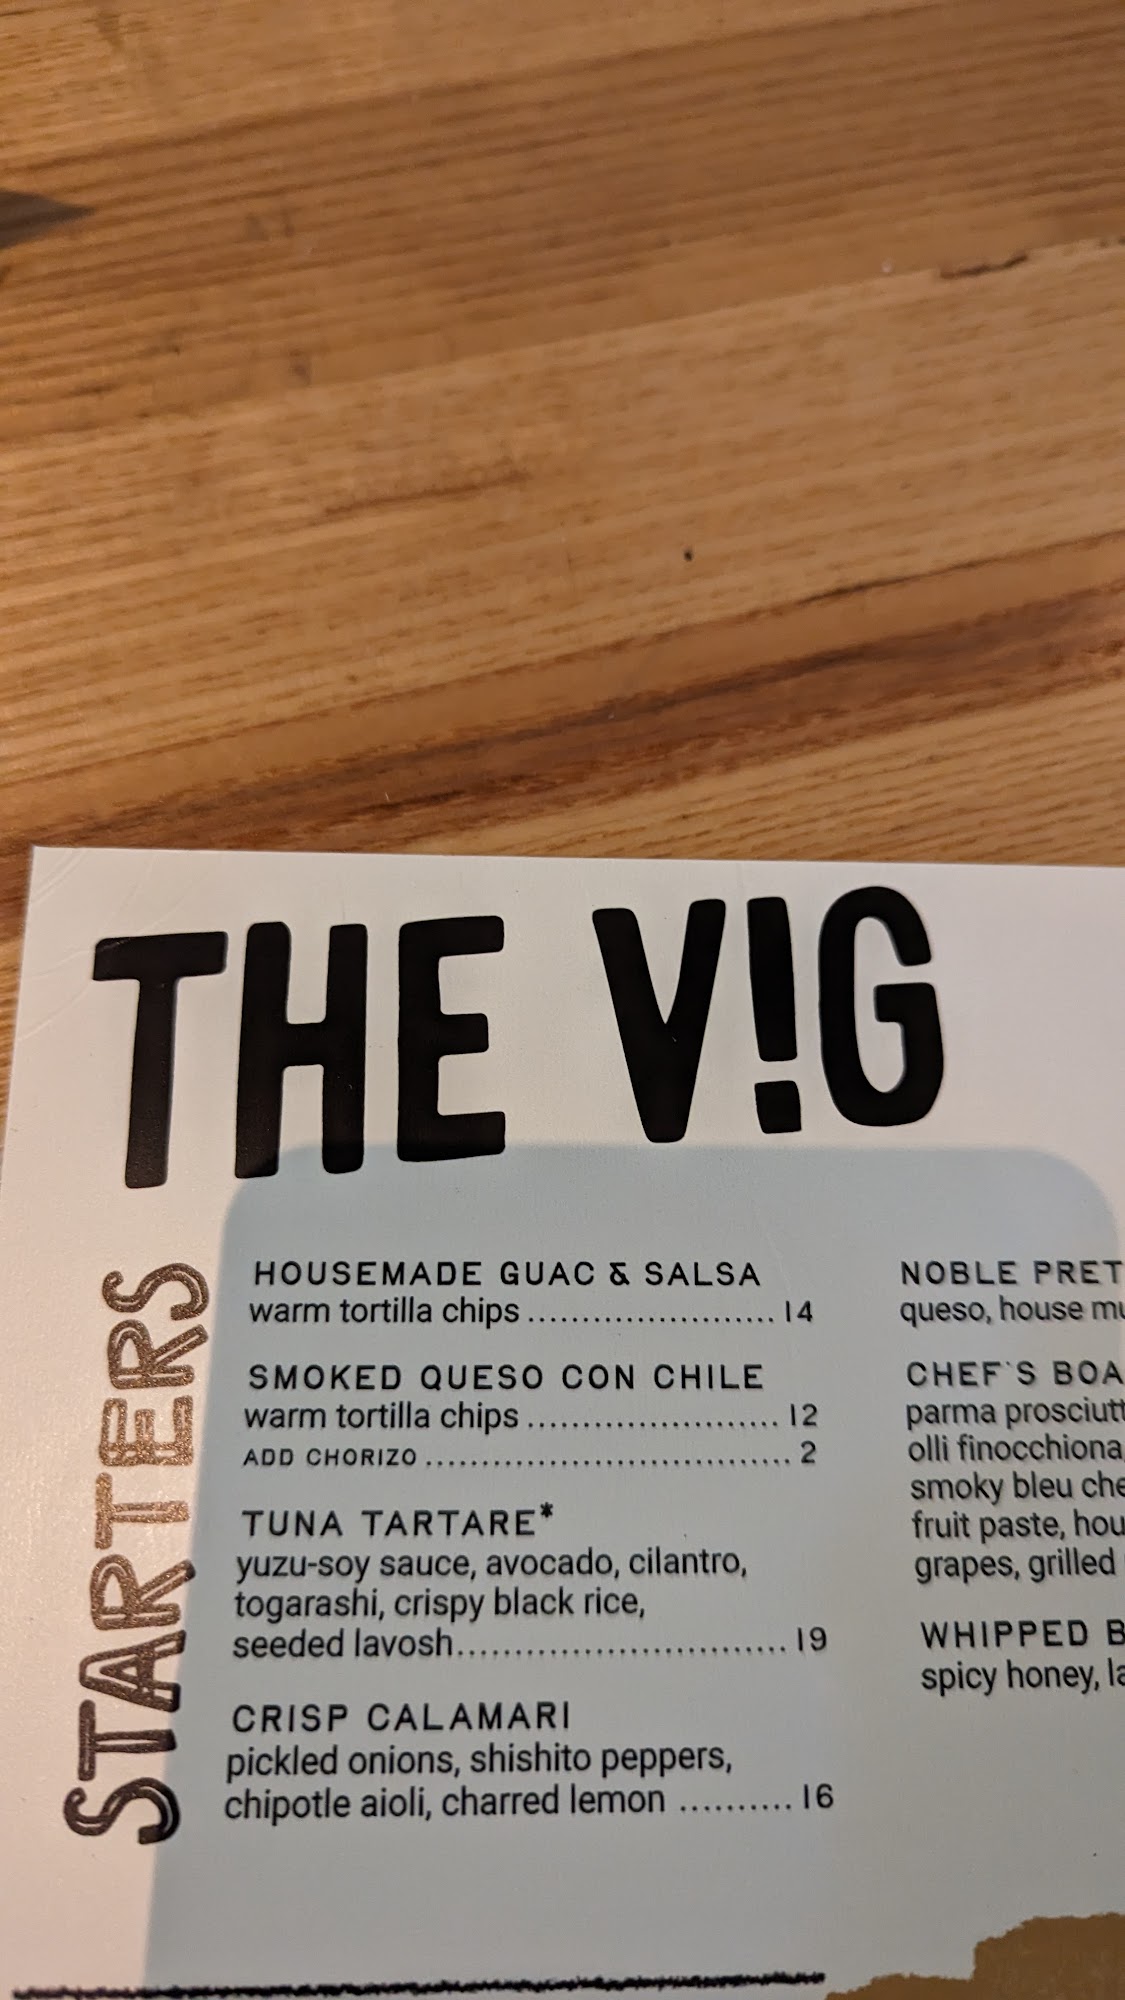 THE V!G
STARTERS
HOUSEMADE GUAC & SALSA
warm tortilla chips ....................... 14
SMOKED QUESO CON CHILE
warm tortilla chips ....................... 12
ADD CHORIZO .................................. 2
TUNA TARTARE*
yuzu-soy sauce, avocado, cilantro,
togarashi, crispy black rice,
seeded lavosh.............................. 19
CRISP CALAMARI
pickled onions, shishito peppers,
chipotle aioli, charred lemon .......... 16
NOBLE
queso, house
CHEF'S
parma
olli finocchiona,
smoky bleu
fruit paste,
grapes, grilled
WHIPPED
spicy honey,